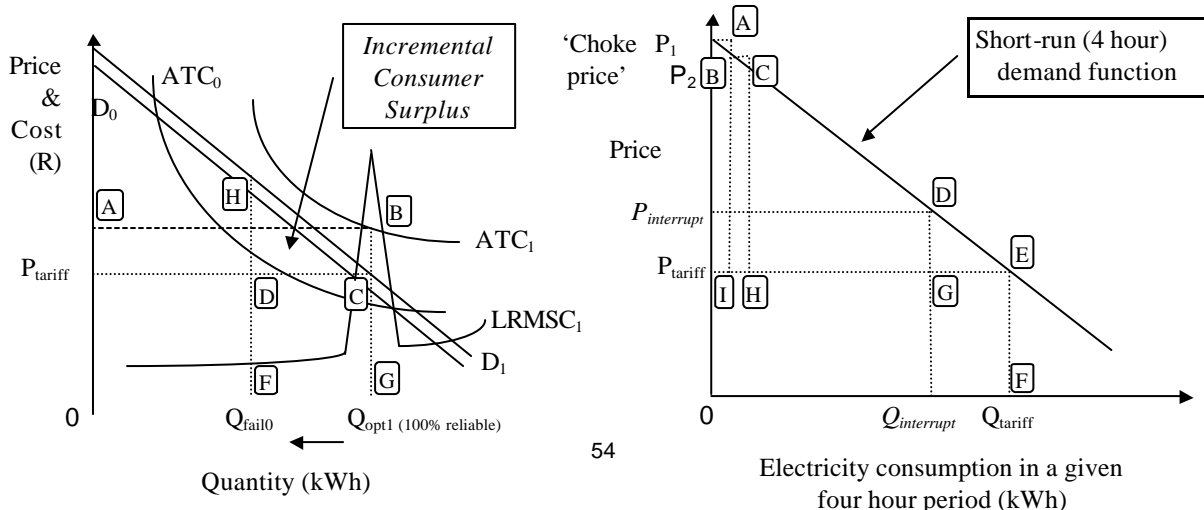 Price
&
Cost
(R)
ATC0
D0
Incremental
Consumer
Surplus
A
H
B
ATC1
Ptariff
D
C
LRMSC1
D1
F
G
0
Qfail0
Qopt1 (100% reliable)
Quantity (kWh)
54
‘Choke
price’
P1
P2
A
B
C
Short-run (4 hour)
demand function
Price
D
Pinterrupt
E
Ptariff
I
H
G
F
0
Qinterrupt
Qtariff
Electricity consumption in a given
four hour period (kWh)